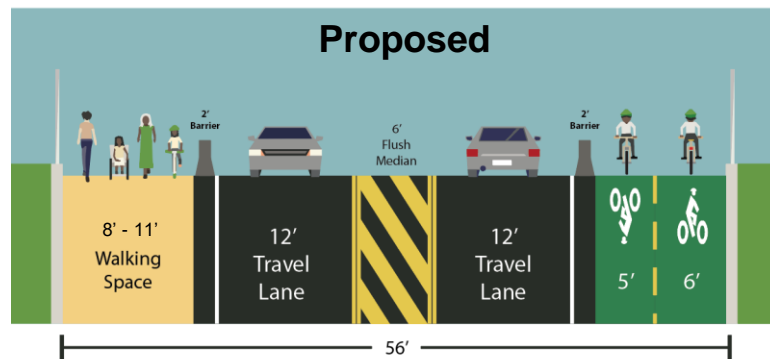 Proposed
2'
Barrier
6'
Flush
Median
2'
Barrier
8' - 11'
Walking
Space
12'
Travel
Lane
12'
Travel
Lane
5'
6'
56'